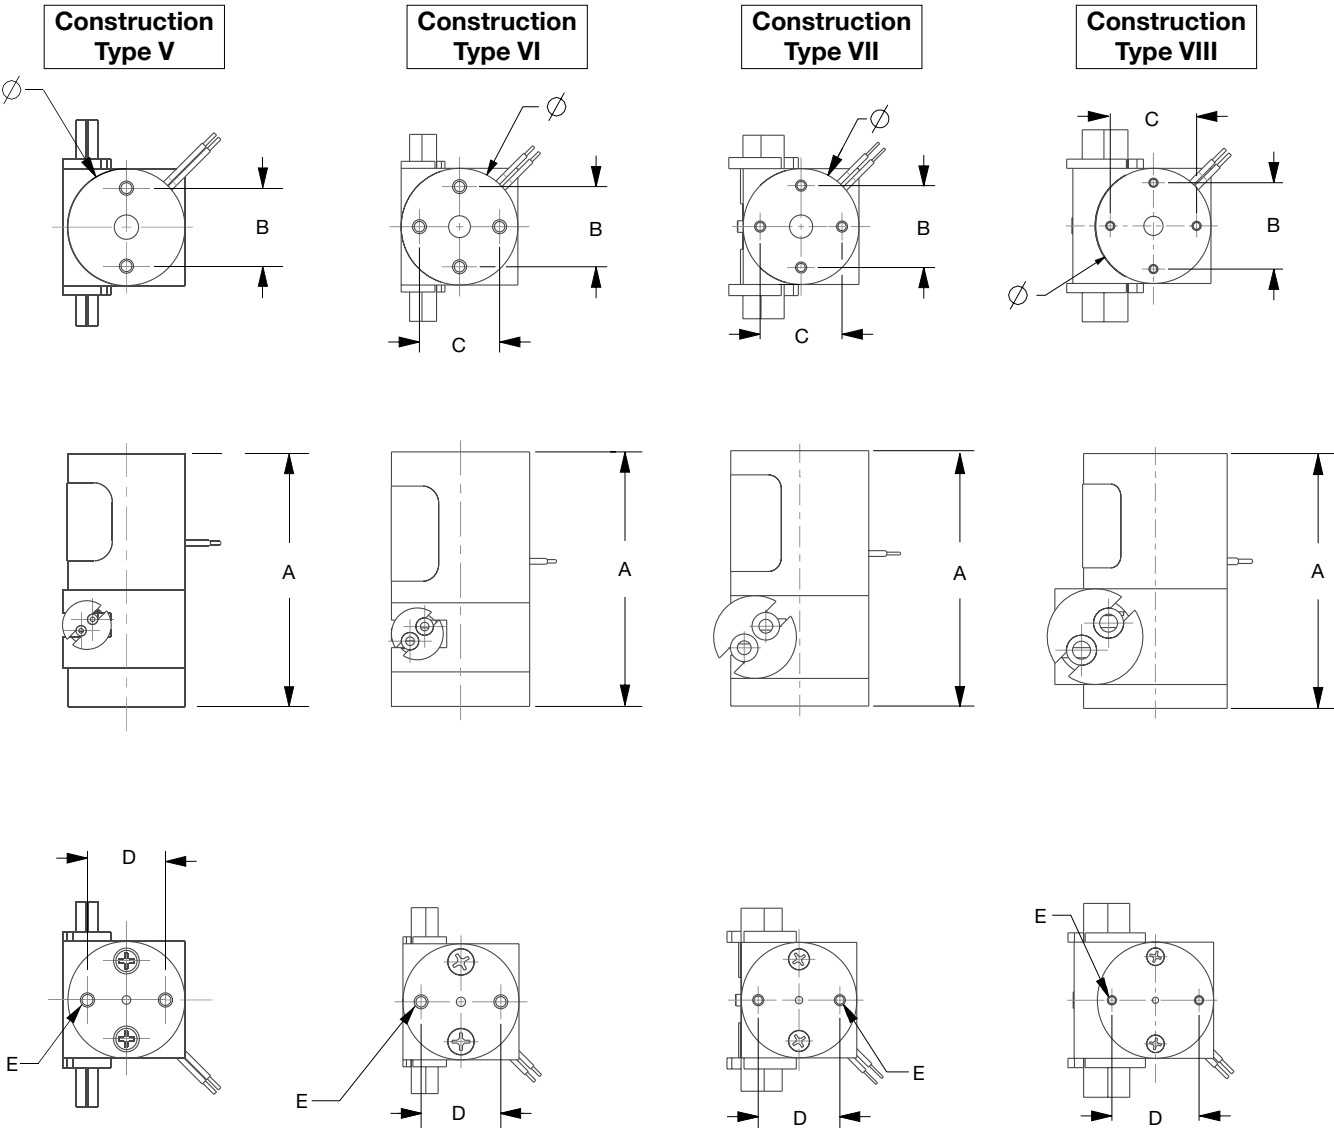 Construction
Type V
Construction
Type VI
Construction
Type VII
Construction
Type VIII
B
B
C
B
C
C
B
A
A
A
A
D
E
E
D
E
D
E
D